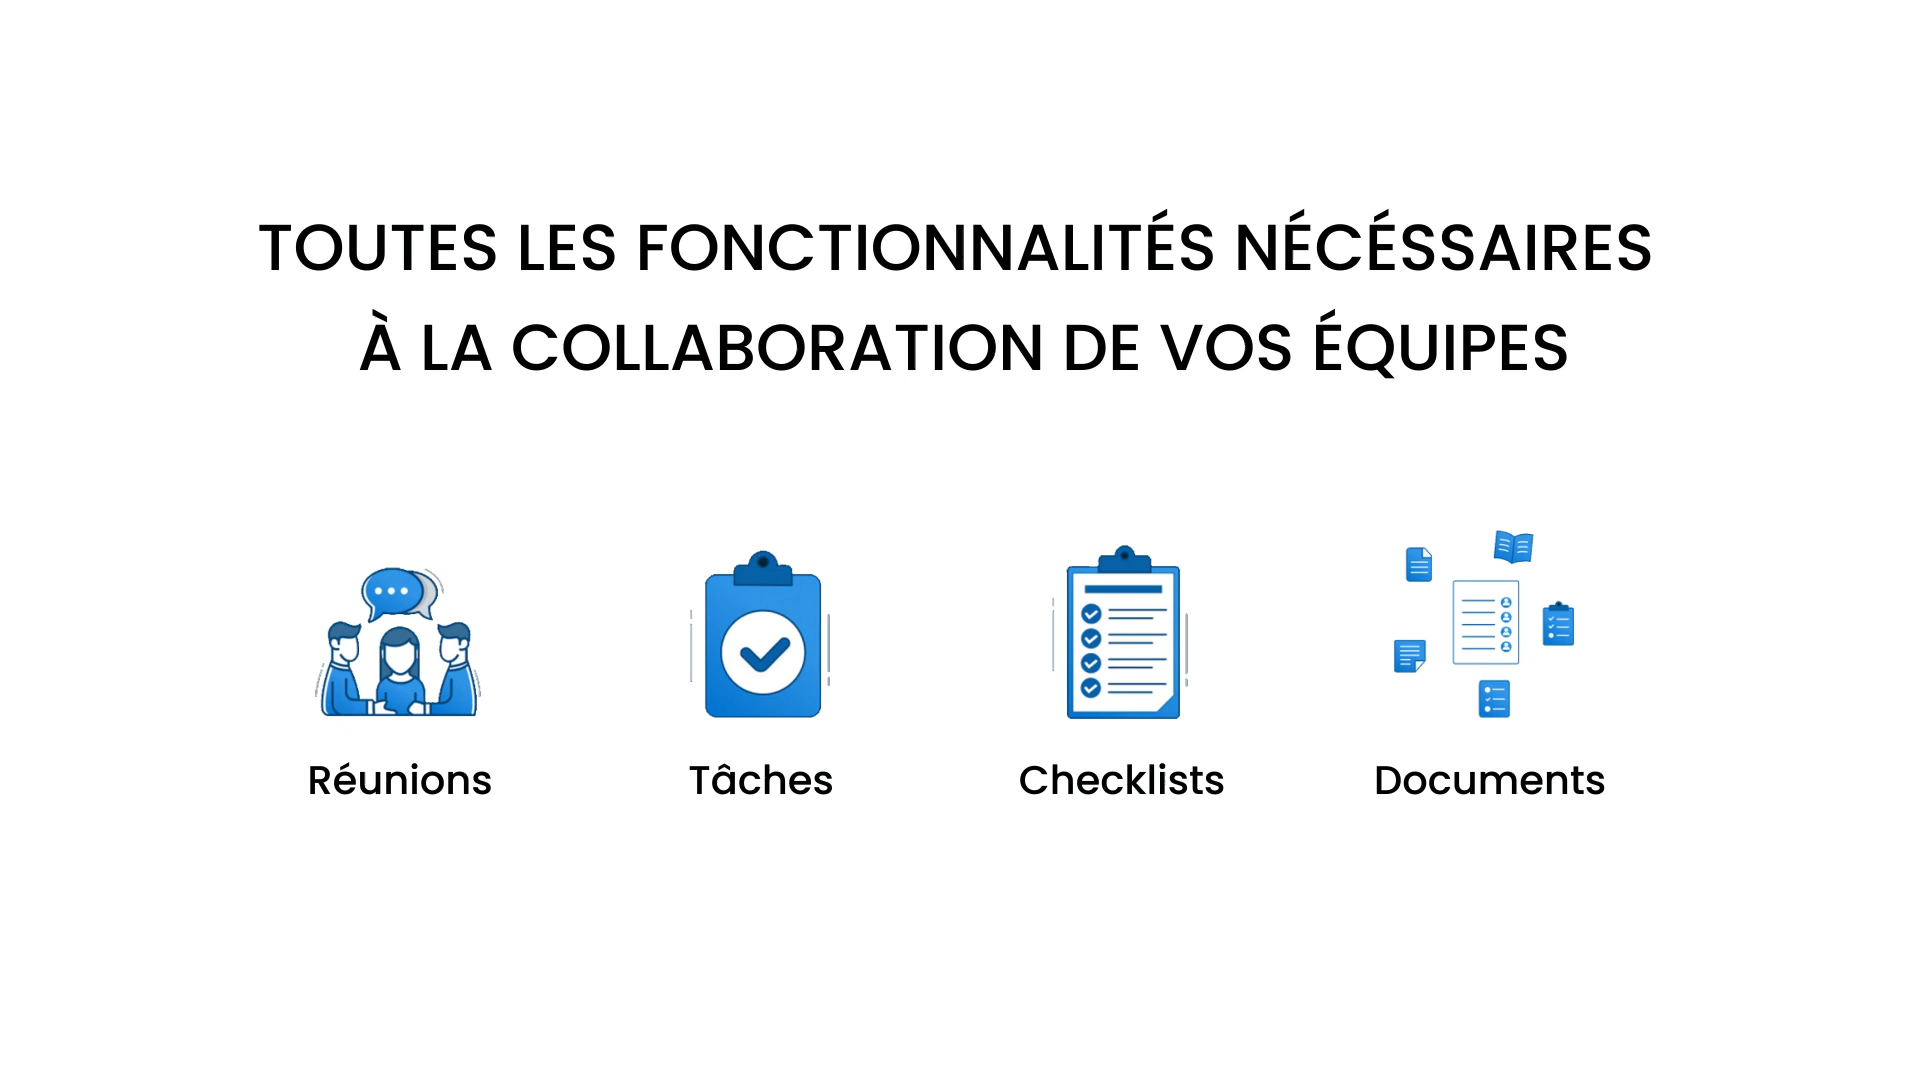 TOUTES LES FONCTIONNALITÉS NÉCÉSSAIRES
À LA COLLABORATION DE VOS ÉQUIPES
Réunions
Tâches
Checklists
Documents